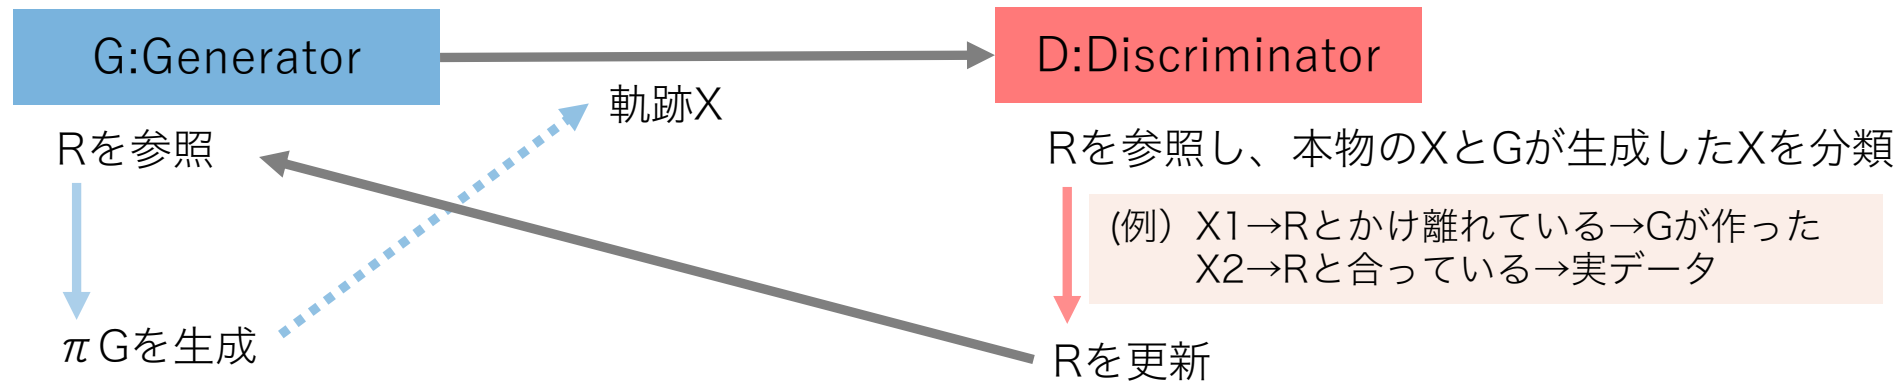 G:Generator
D:Discriminator
軌跡X
Rを参照
Rを参照し、本物のXとGが生成したXを分類
(例）X1→Rとかけ離れている→Gが作った
X2→Rと合っている→実データ
πGを生成
Rを更新